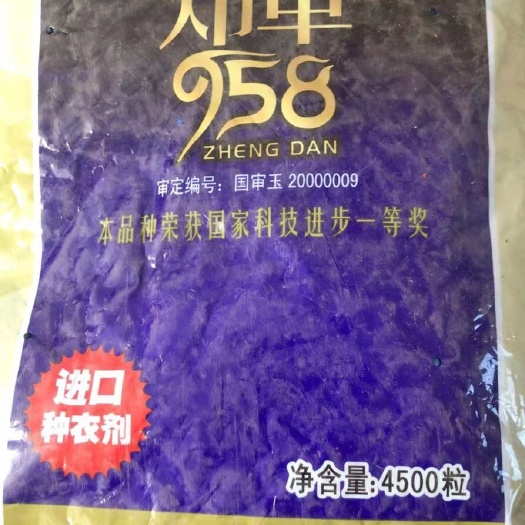 郑单
958
ZHENG DAN
审定编号：国审玉 20000009
本品种荣获国家科技进步一等奖
进口
种衣剂
净含量:4500粒